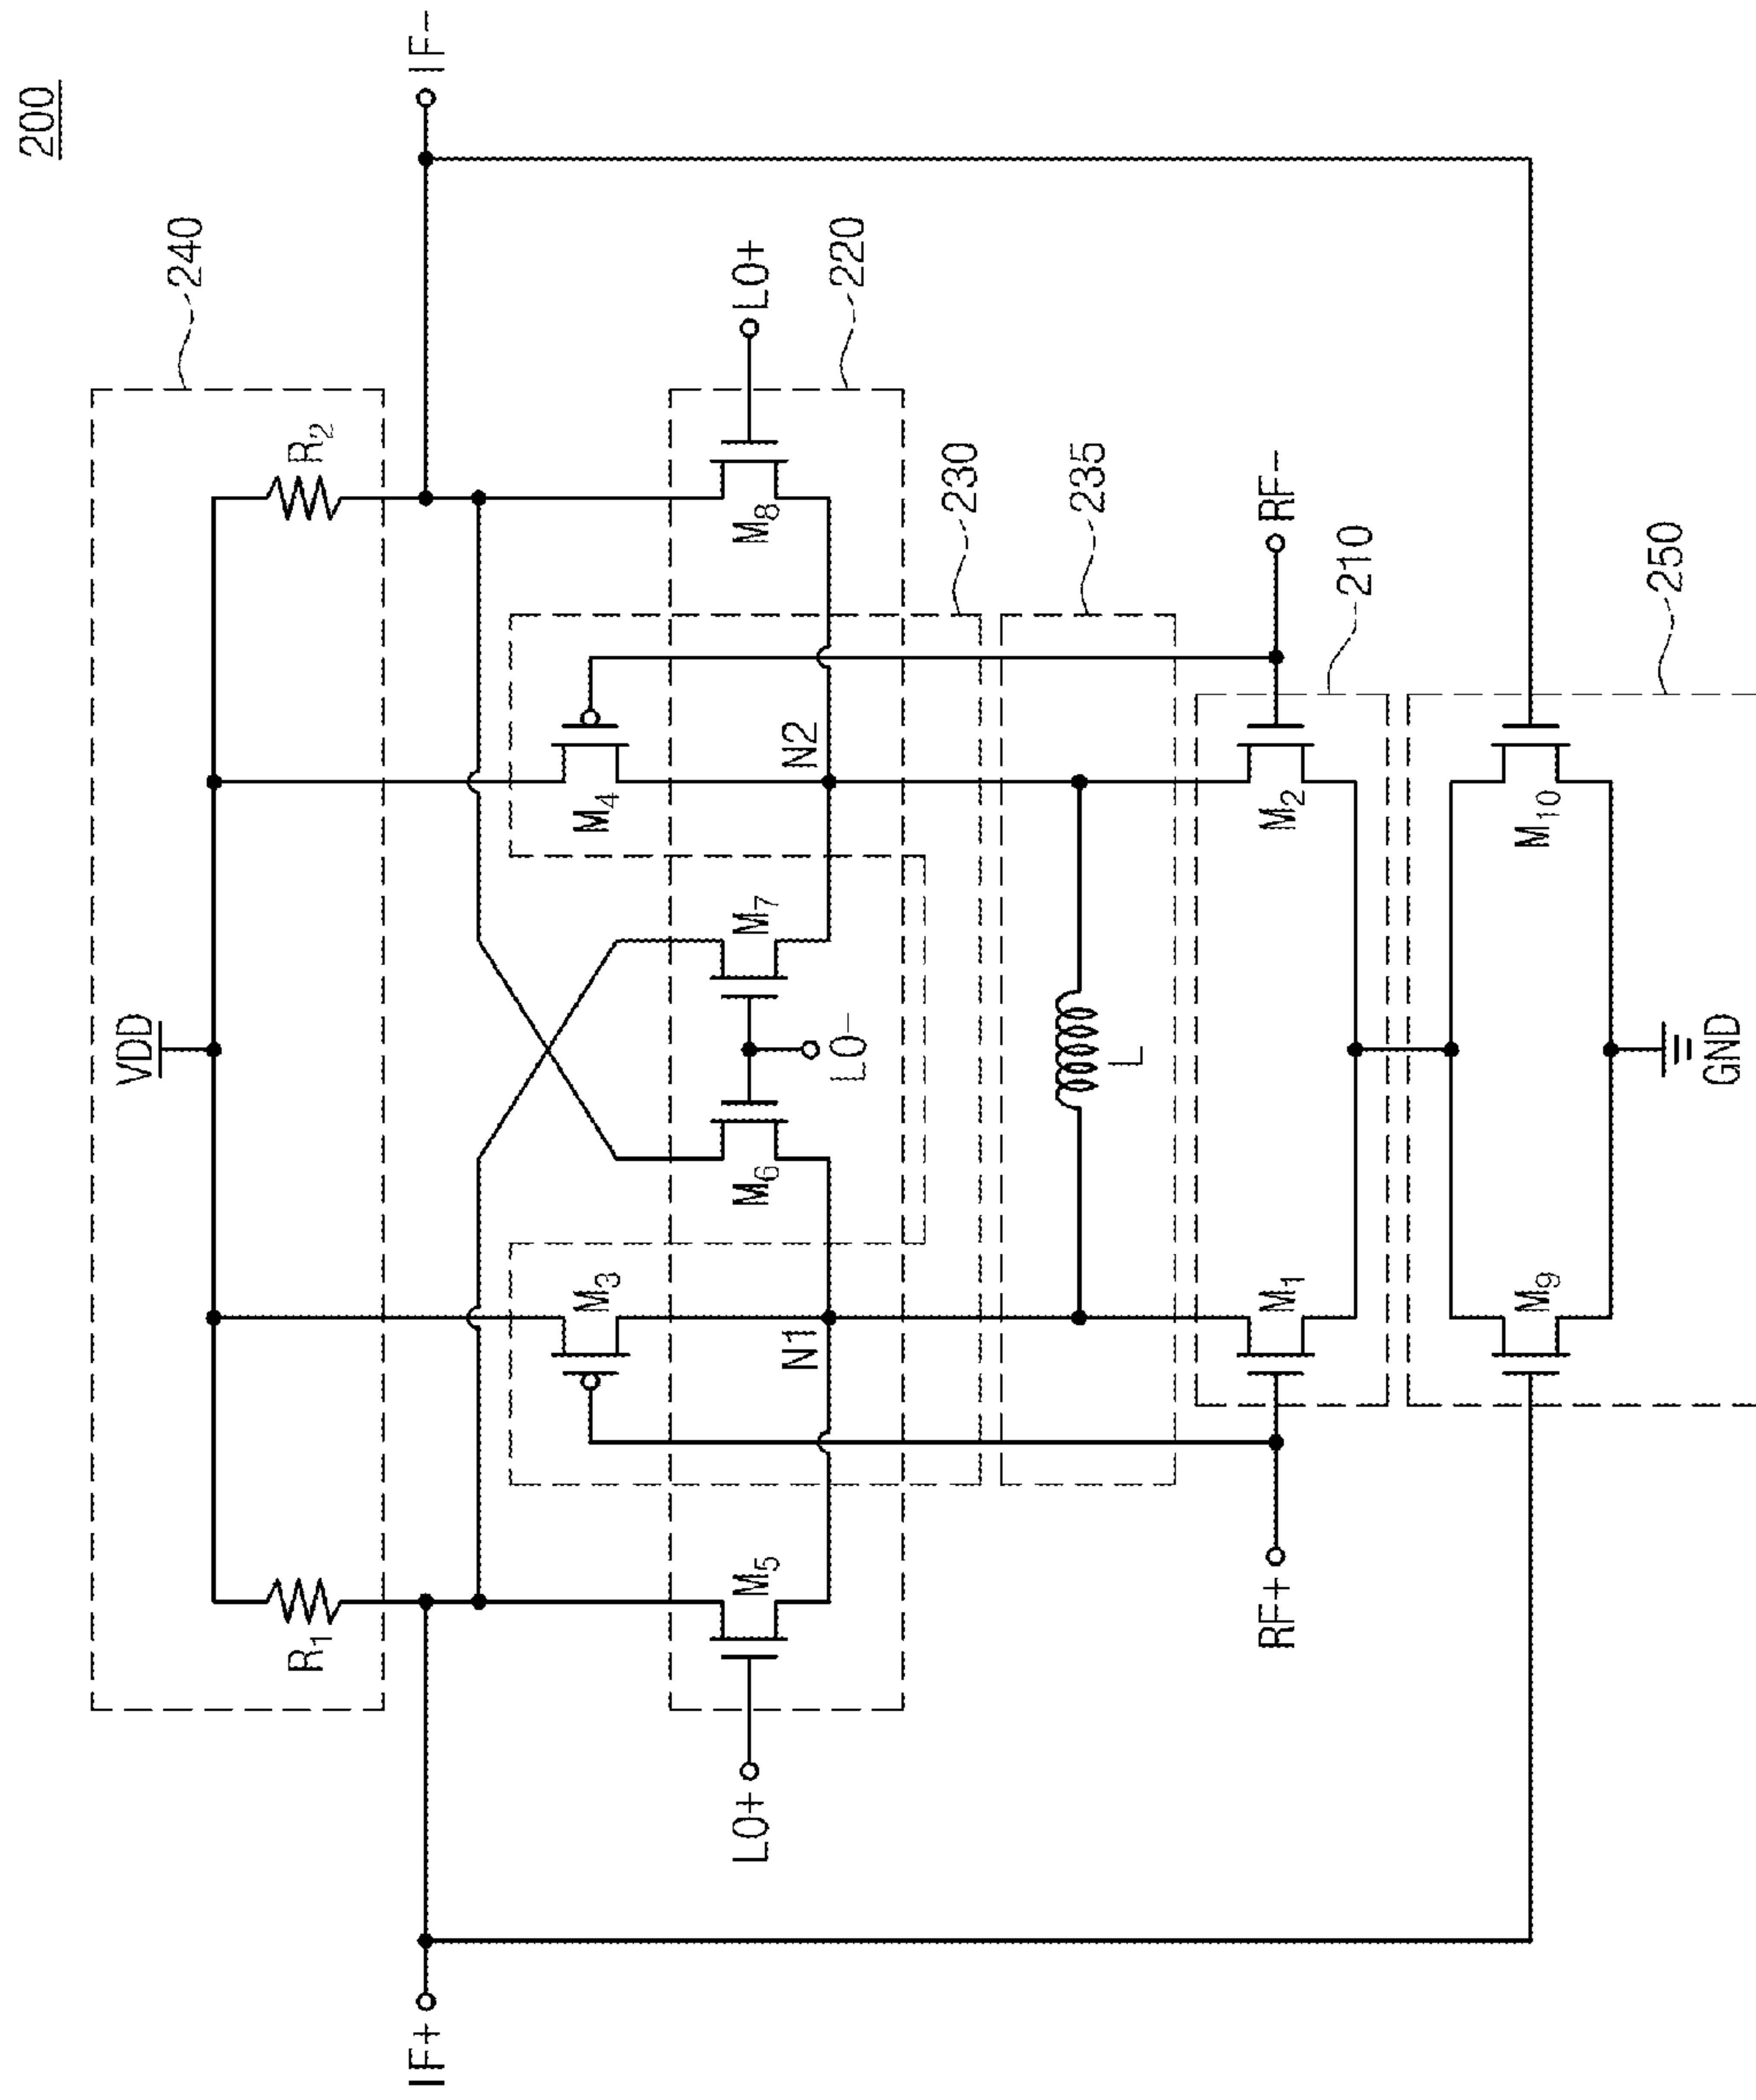 200
VDD
240
R₁
R₂
IF+
IF−
M₃
M₄
230
LO+
M₅
M₆
M₇
M₈
LO+
LO−
220
N1
N2
L
235
RF+
M₁
M₂
RF−
210
M₉
M₁₀
250
GND